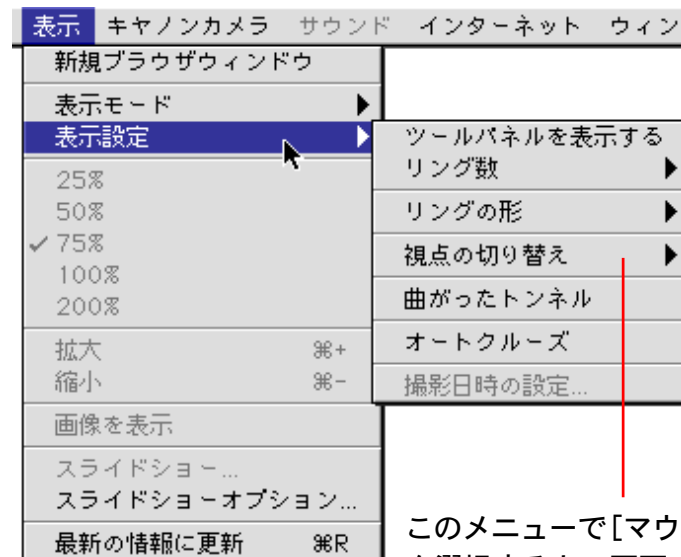 表示 キヤノンカメラ サウンド インターネット ウィン
新規ブラウザウィンドウ
表示モード
表示設定
25%
50%
✓ 75%
100%
200%
拡大 ⌘+
縮小 ⌘-
画像を表示
スライドショー...
スライドショーオプション...
最新の情報に更新 ⌘R
ツールパネルを表示する
リング数
リングの形
視点の切り替え
曲がったトンネル
オートクルーズ
撮影日時の設定...
このメニューで[マウ